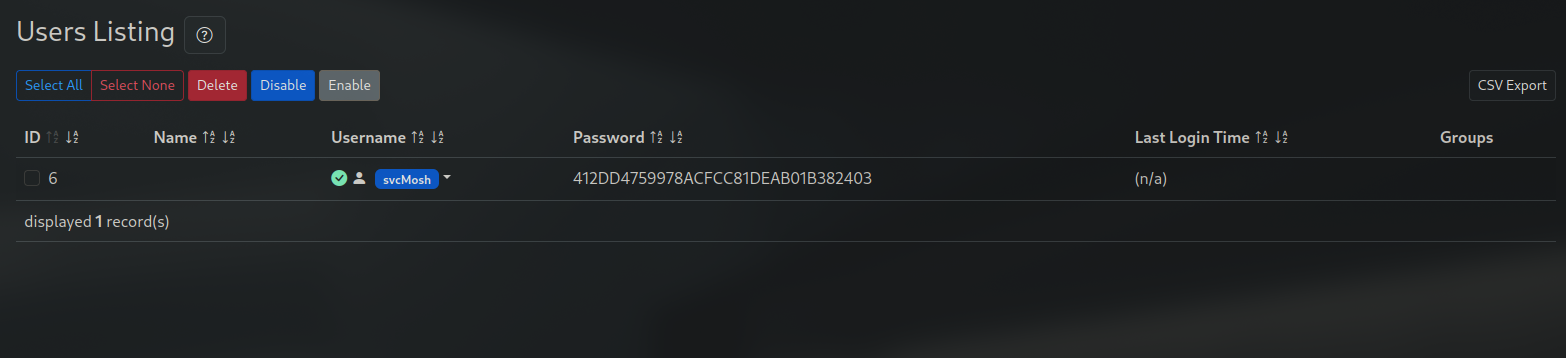 Users Listing
Select All Select None Delete Disable Enable CSV Export
ID Name Username Password Last Login Time Groups
6 svcMosh 412DD4759978ACFCC81DEAB01B382403 (n/a)
displayed 1 record(s)